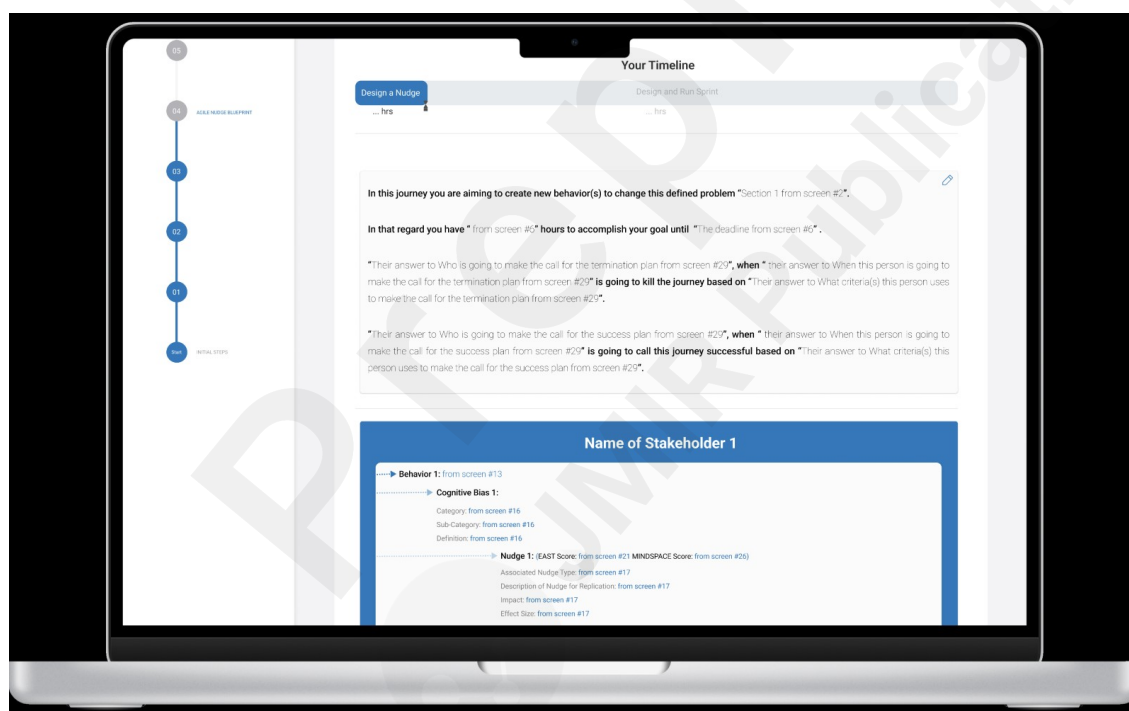 05
04 AGILE NUDGE BLUEPRINT
03
02
01
Start INITIAL STEPS
Your Timeline
Design a Nudge Design and Run Sprint
... hrs ... hrs
In this journey you are aiming to create new behavior(s) to change this defined problem "Section 1 from screen #2".
In that regard you have " from screen #6" hours to accomplish your goal until "The deadline from screen #6" .
"Their answer to Who is going to make the call for the termination plan from screen #29", when " their answer to When this person is going to
make the call for the termination plan from screen #29" is going to kill the journey based on "Their answer to What criteria(s) this person uses
to make the call for the termination plan from screen #29".
"Their answer to Who is going to make the call for the success plan from screen #29", when " their answer to When this person is going to
make the call for the success plan from screen #29" is going to call this journey successful based on "Their answer to What criteria(s) this
person uses to make the call for the success plan from screen #29".
Name of Stakeholder 1
Behavior 1: from screen #13
Cognitive Bias 1:
Category: from screen #16
Sub-Category: from screen #16
Definition: from screen #16
Nudge 1: (EAST Score: from screen #21 MINDSPACE Score: from screen #26)
Associated Nudge Type: from screen #17
Description of Nudge for Replication: from screen #17
Impact: from screen #17
Effect Size: from screen #17
Prepr
JMIR Publicat